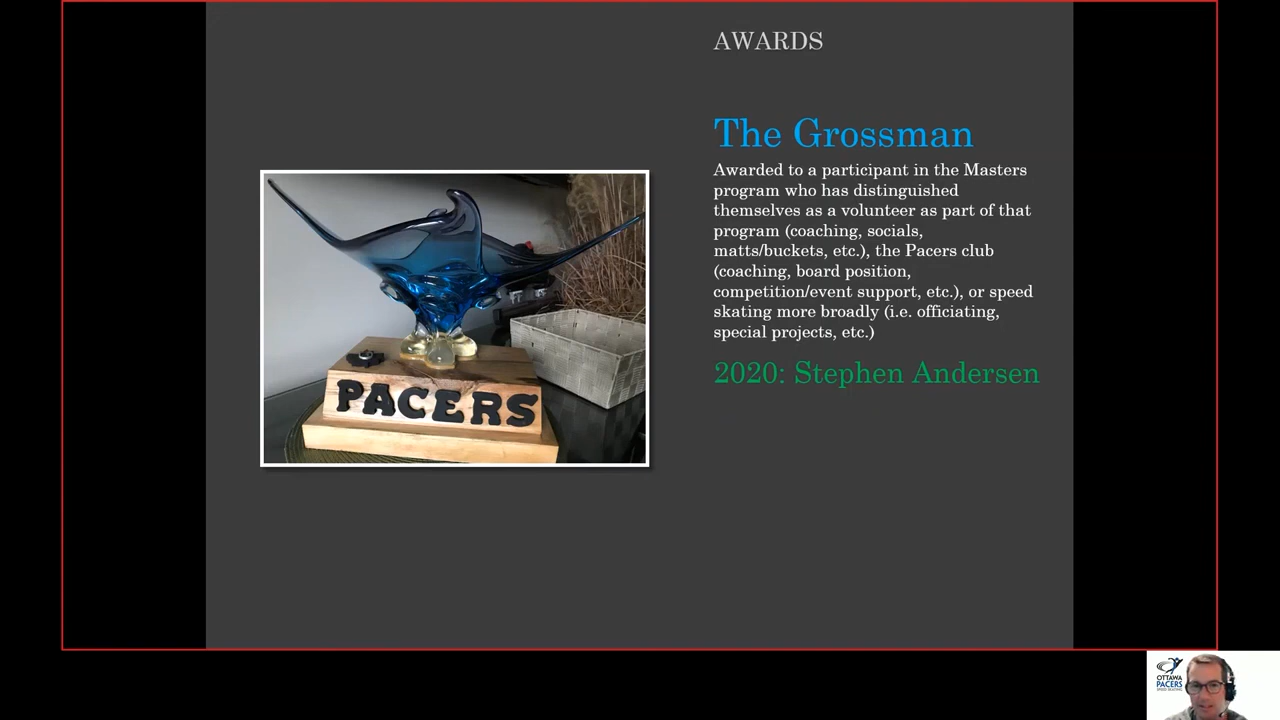 AWARDS
The Grossman
Awarded to a participant in the Masters
program who has distinguished
themselves as a volunteer as part of that
program (coaching, socials,
matts/buckets, etc.), the Pacers club
(coaching, board position,
competition/event support, etc.), or speed
skating more broadly (i.e. officiating,
special projects, etc.)
2020: Stephen Andersen
PACERS
OTTAWA
PACERS
SPEED SKATING